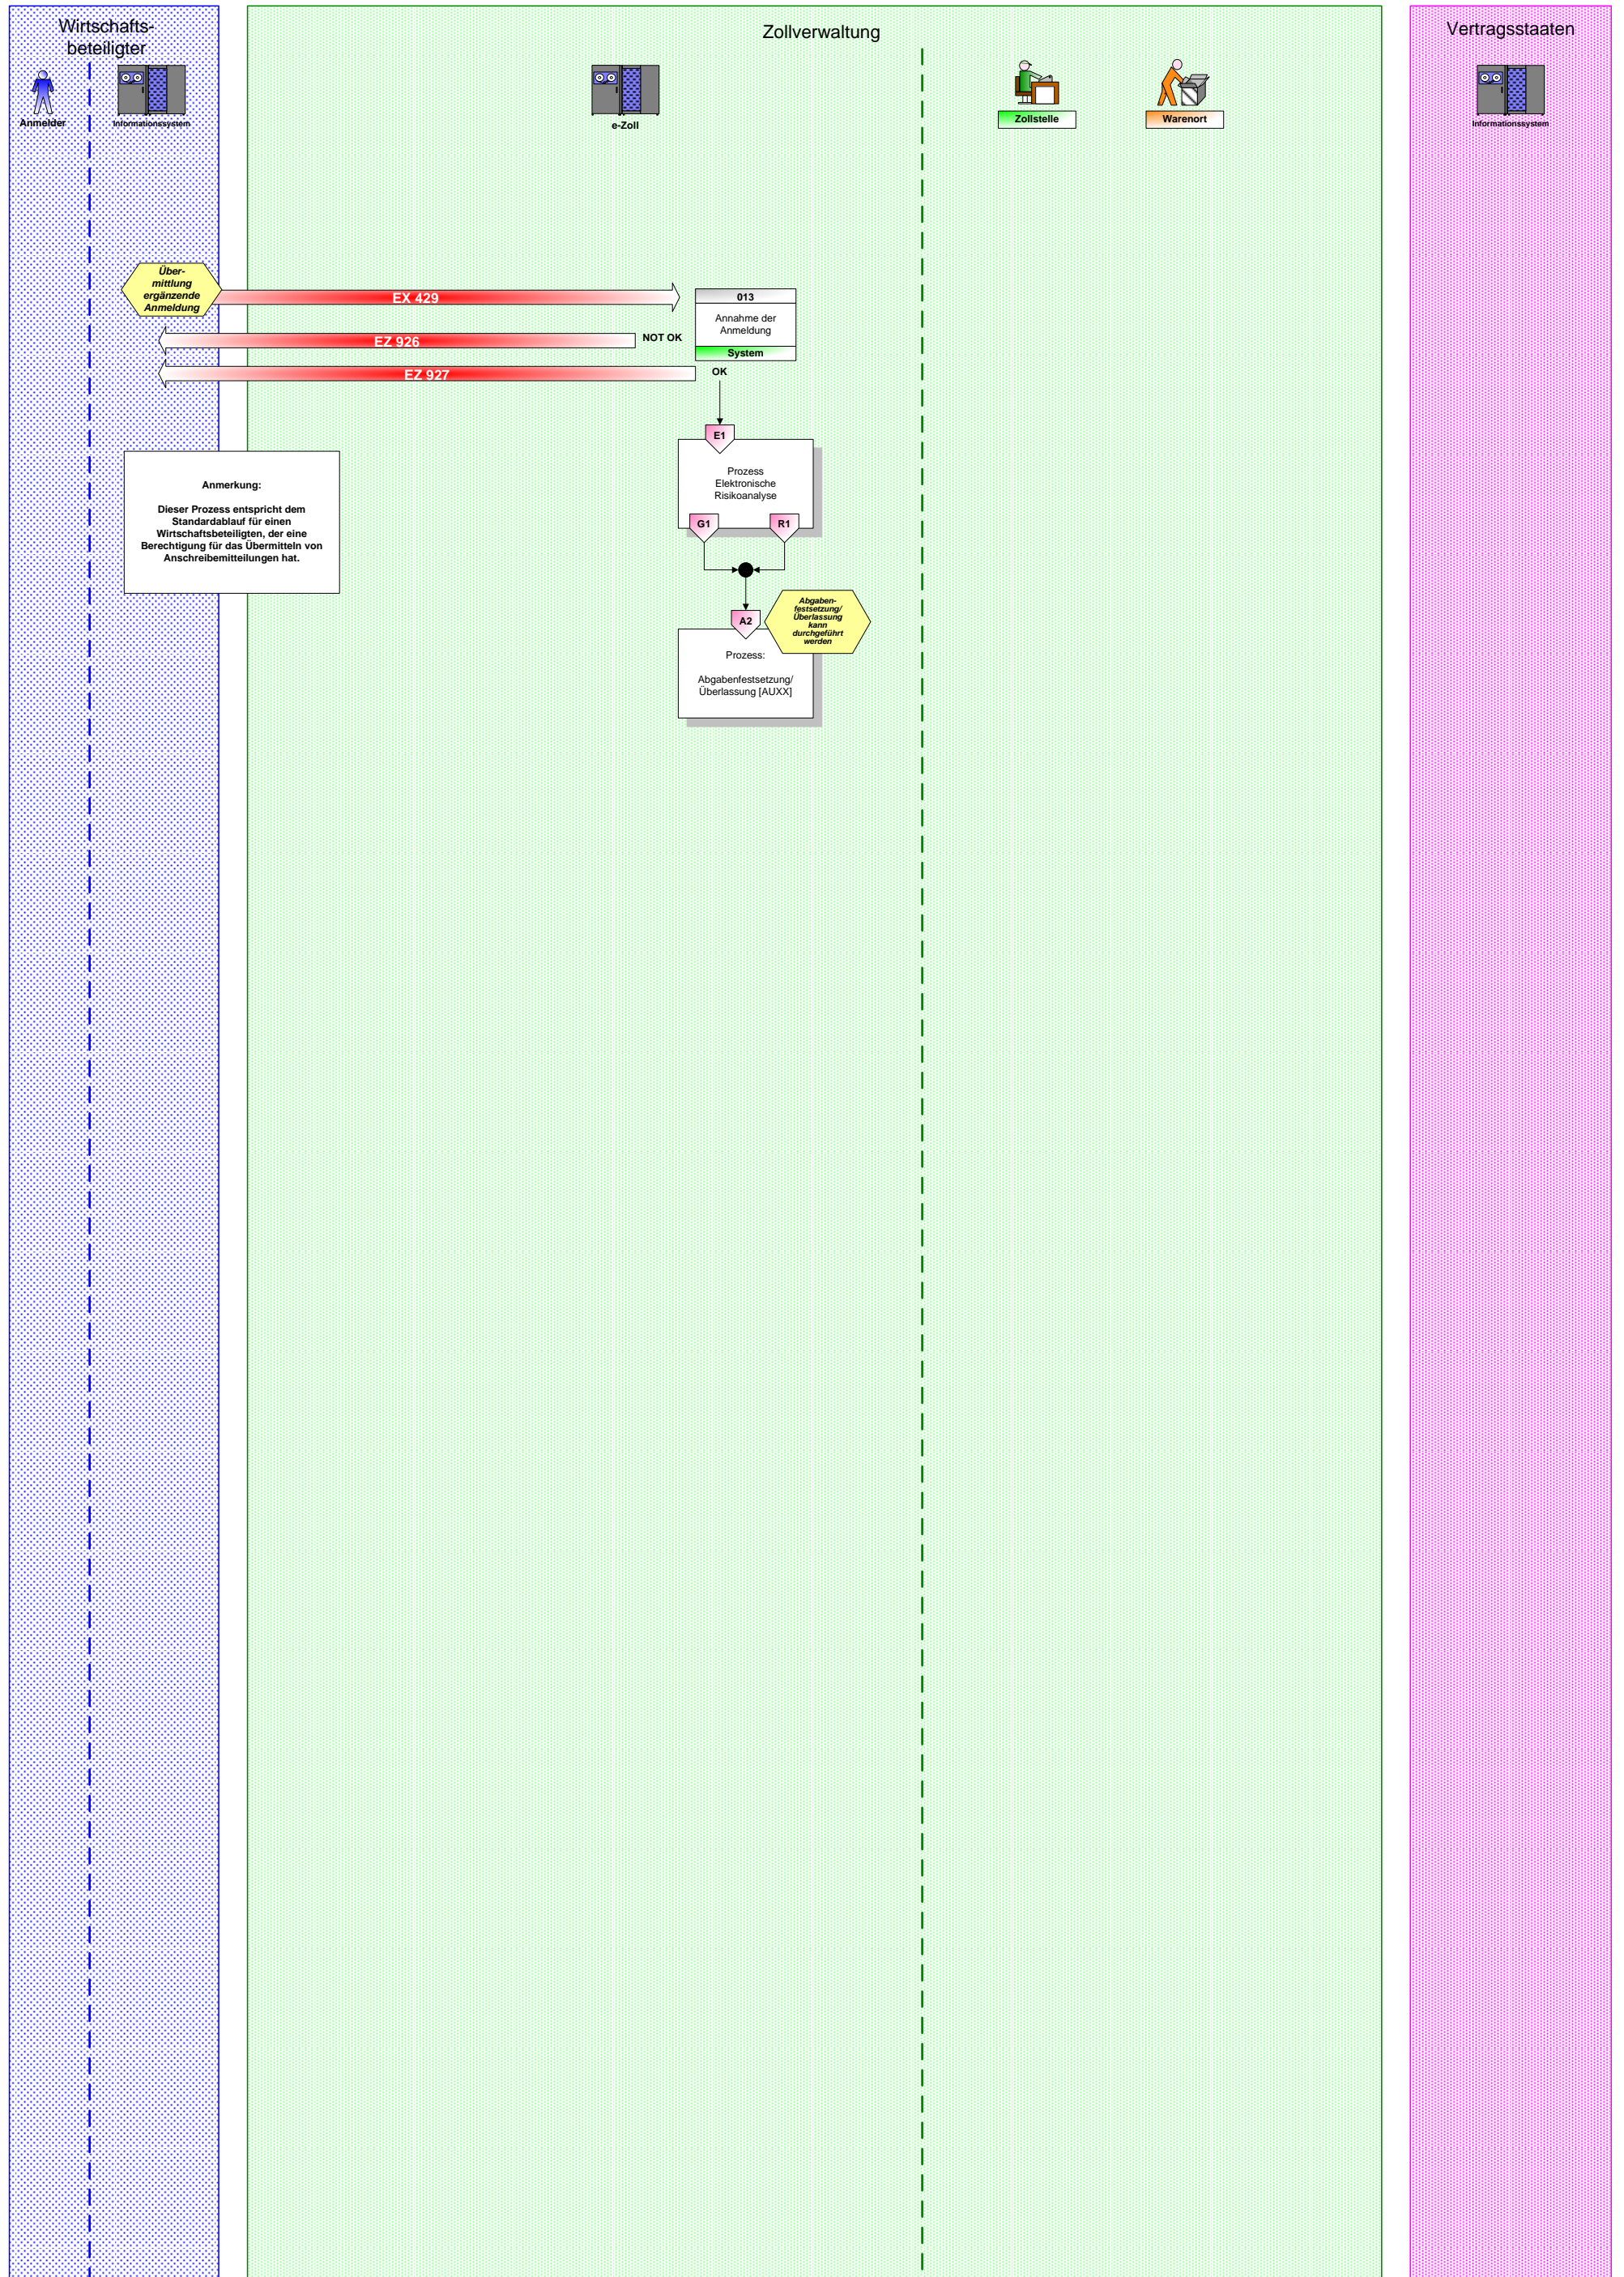 Wirtschafts-
beteiligter
Zollverwaltung
Vertragsstaaten
Anmelder
Informationssystem
e-Zoll
Zollstelle
Warenort
Informationssystem
Über-
mittlung
ergänzende
Anmeldung
EX 429
013
Annahme der
Anmeldung
System
EZ 926
NOT OK
EZ 927
OK
E1
Prozess
Elektronische
Risikoanalyse
G1
R1
Anmerkung:
Dieser Prozess entspricht dem
Standardablauf für einen
Wirtschaftsbeteiligten, der eine
Berechtigung für das Übermitteln von
Anschreibemitteilungen hat.
A2
Abgaben-
festsetzung/
Überlassung
kann
durchgeführt
werden
Prozess:
Abgabenfestsetzung/
Überlassung [AUXX]